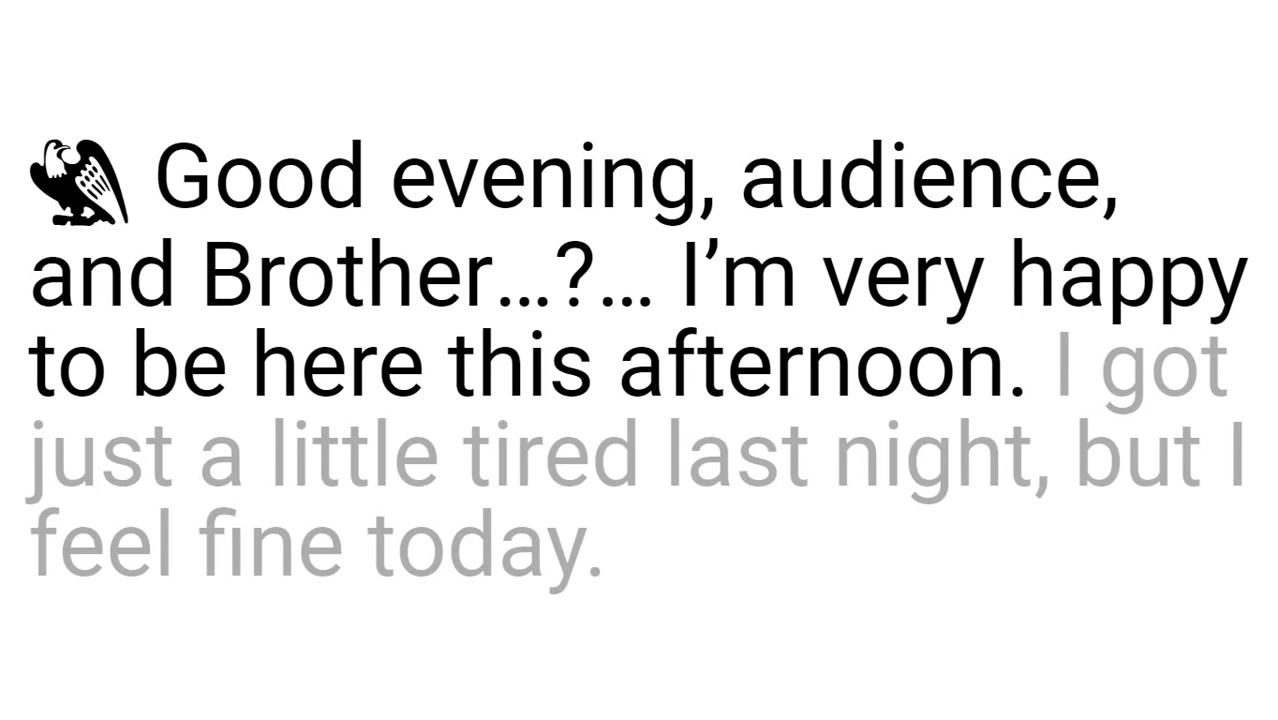 Good evening, audience,
and Brother…?… I’m very happy
to be here this afternoon. I got
just a little tired last night, but I
feel fine today.